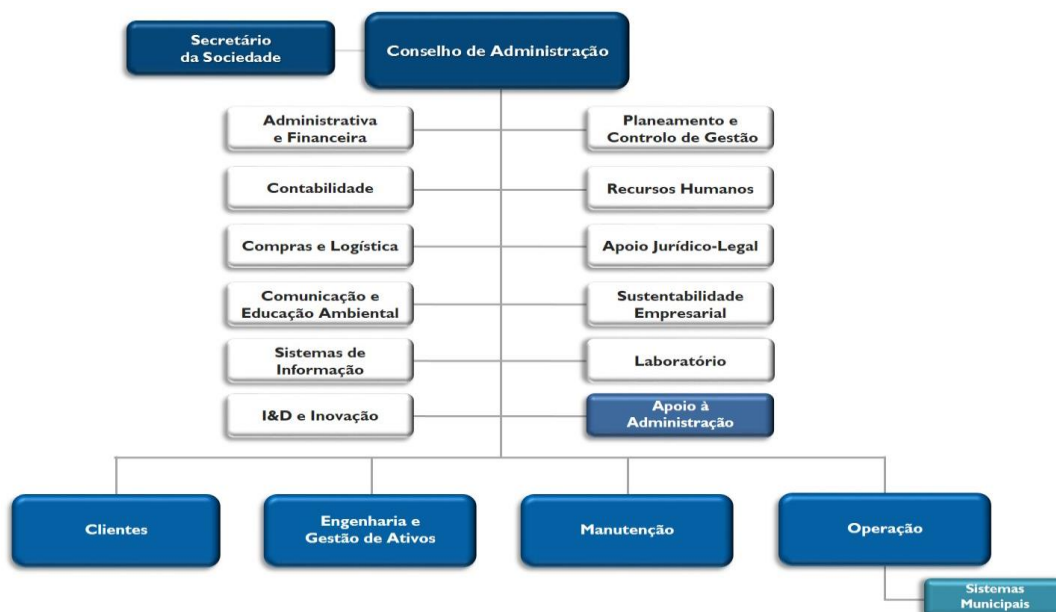 Secretário
da Sociedade
Conselho de Administração
Administrativa
e Financeira
Planeamento e
Controlo de Gestão
Contabilidade
Recursos Humanos
Compras e Logística
Apoio Jurídico-Legal
Comunicação e
Educação Ambiental
Sustentabilidade
Empresarial
Sistemas de
Informação
Laboratório
I&D e Inovação
Apoio à
Administração
Clientes
Engenharia e
Gestão de Ativos
Manutenção
Operação
Sistemas
Municipais